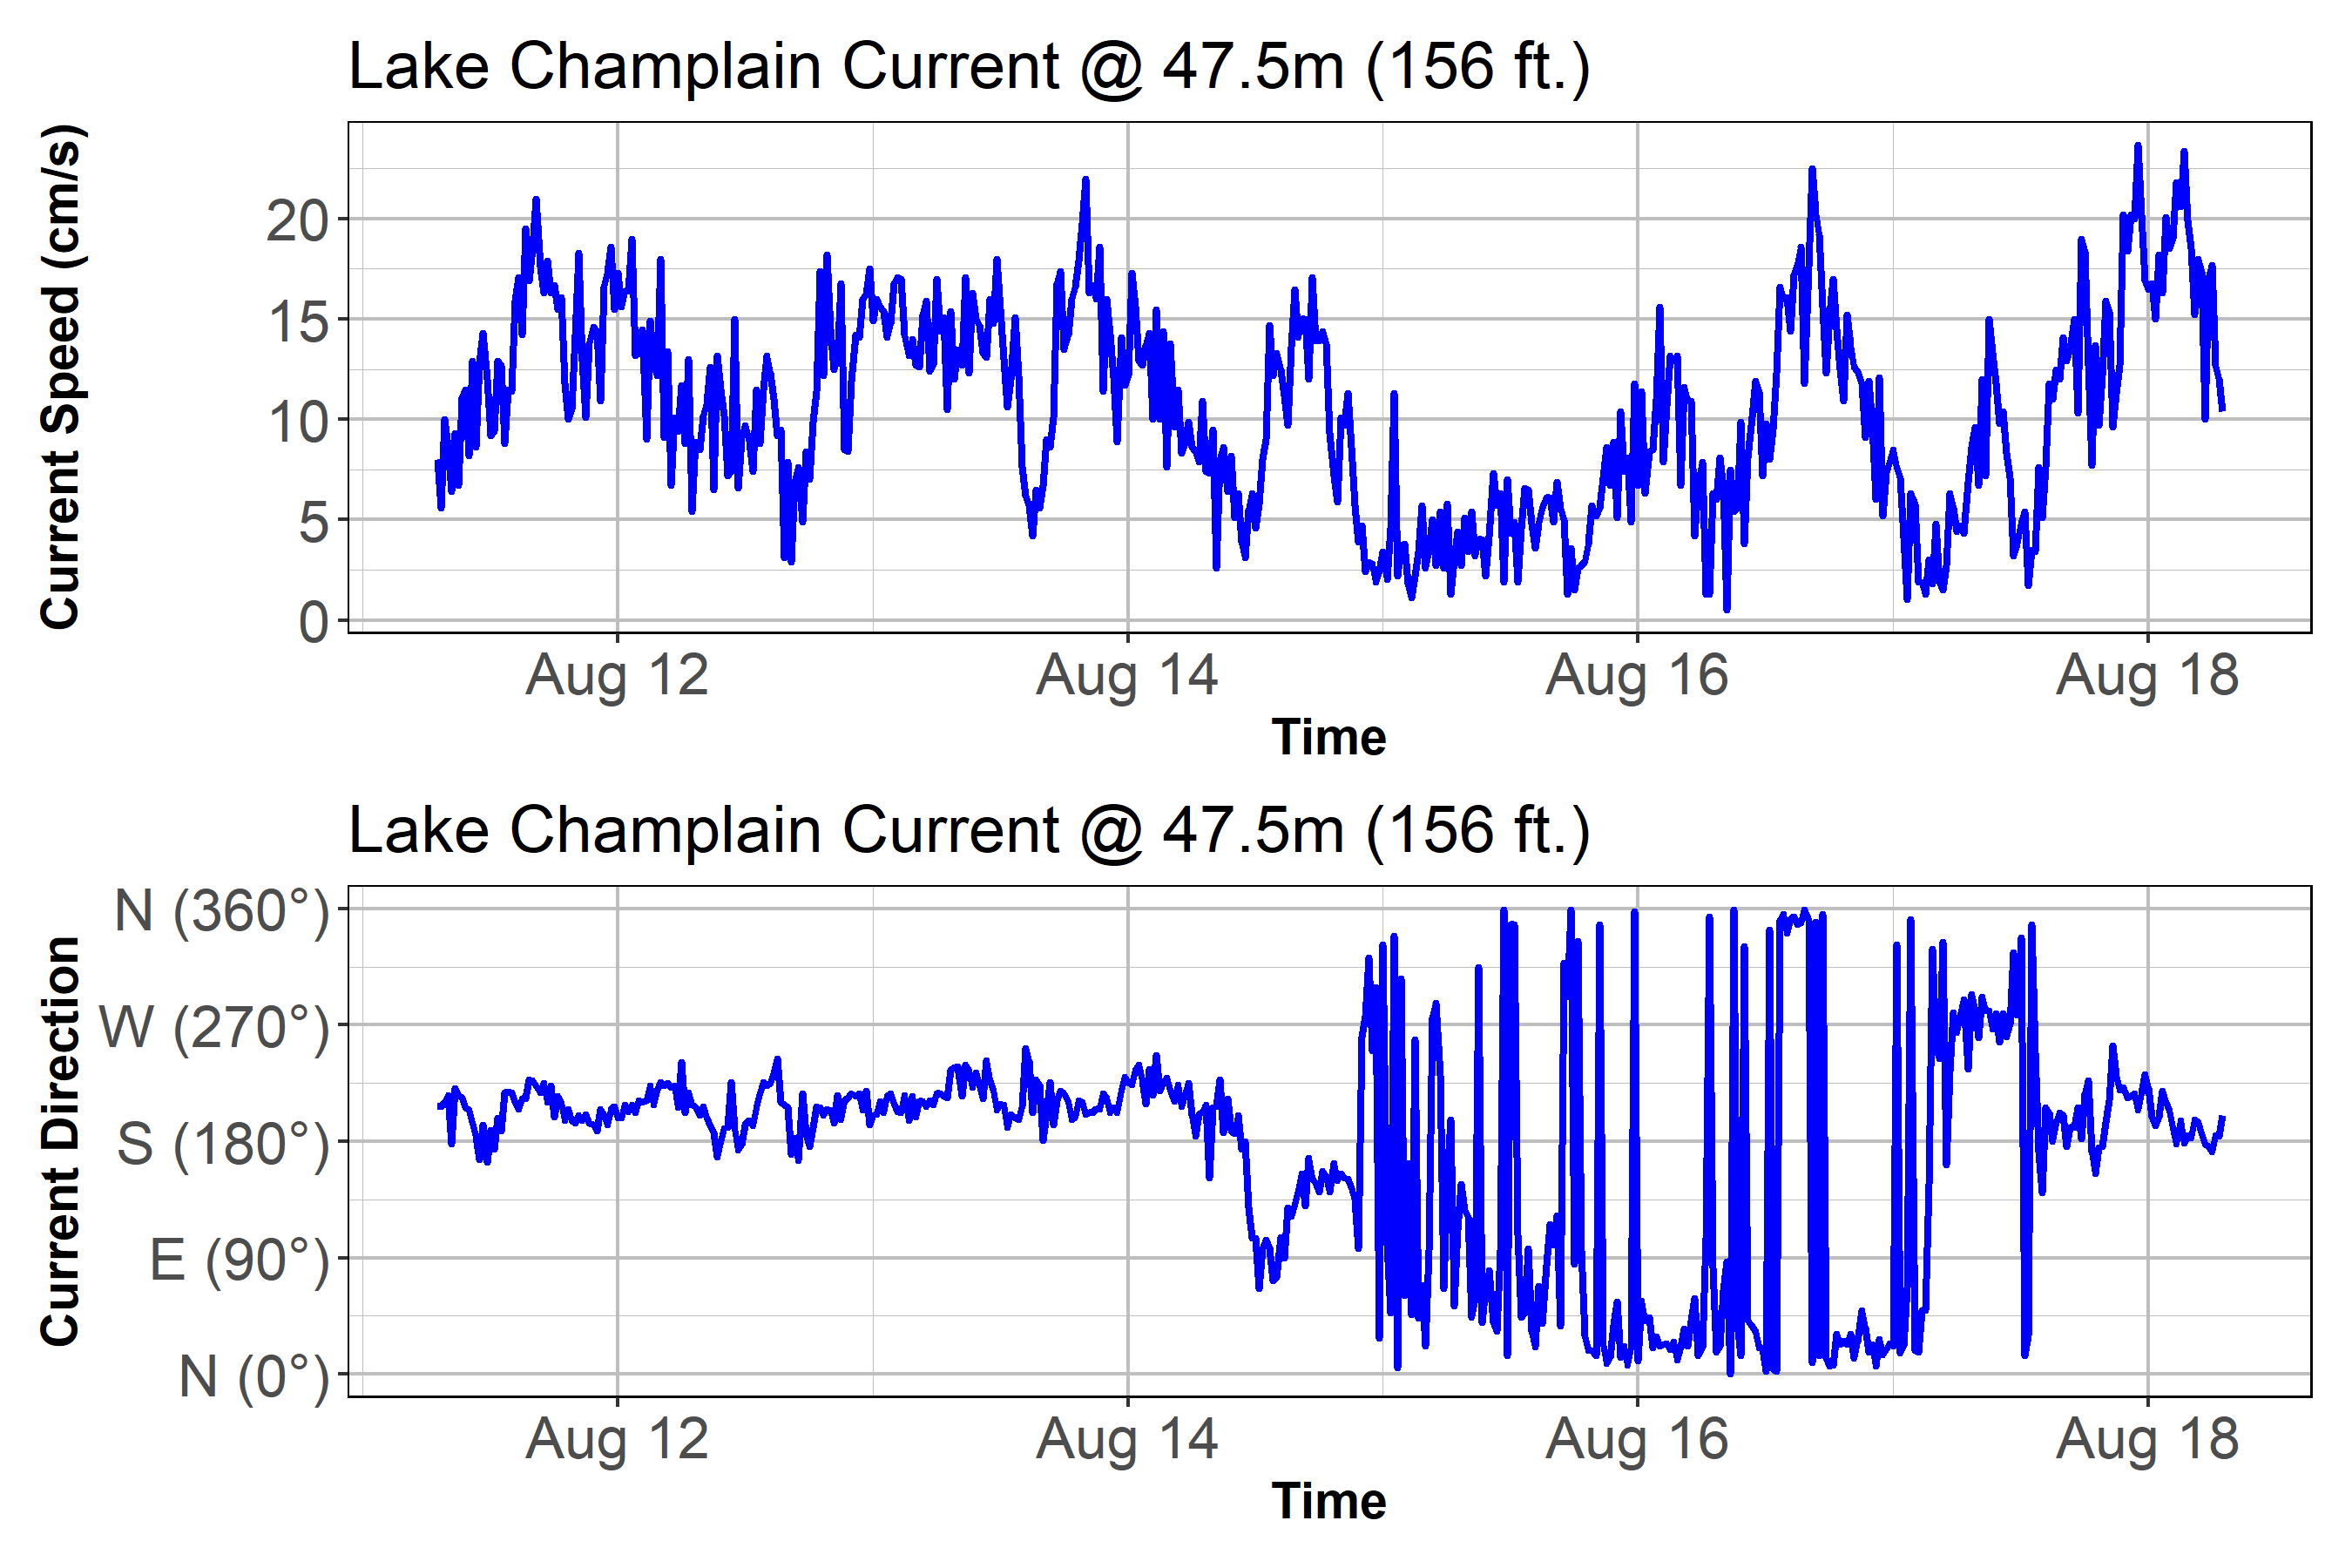 Lake Champlain Current @ 47.5m (156 ft.)
Current Speed (cm/s)
20
15
10
5
0
Aug 12 Aug 14 Aug 16 Aug 18
Time
Lake Champlain Current @ 47.5m (156 ft.)
Current Direction
N (360°)
W (270°)
S (180°)
E (90°)
N (0°)
Aug 12 Aug 14 Aug 16 Aug 18
Time